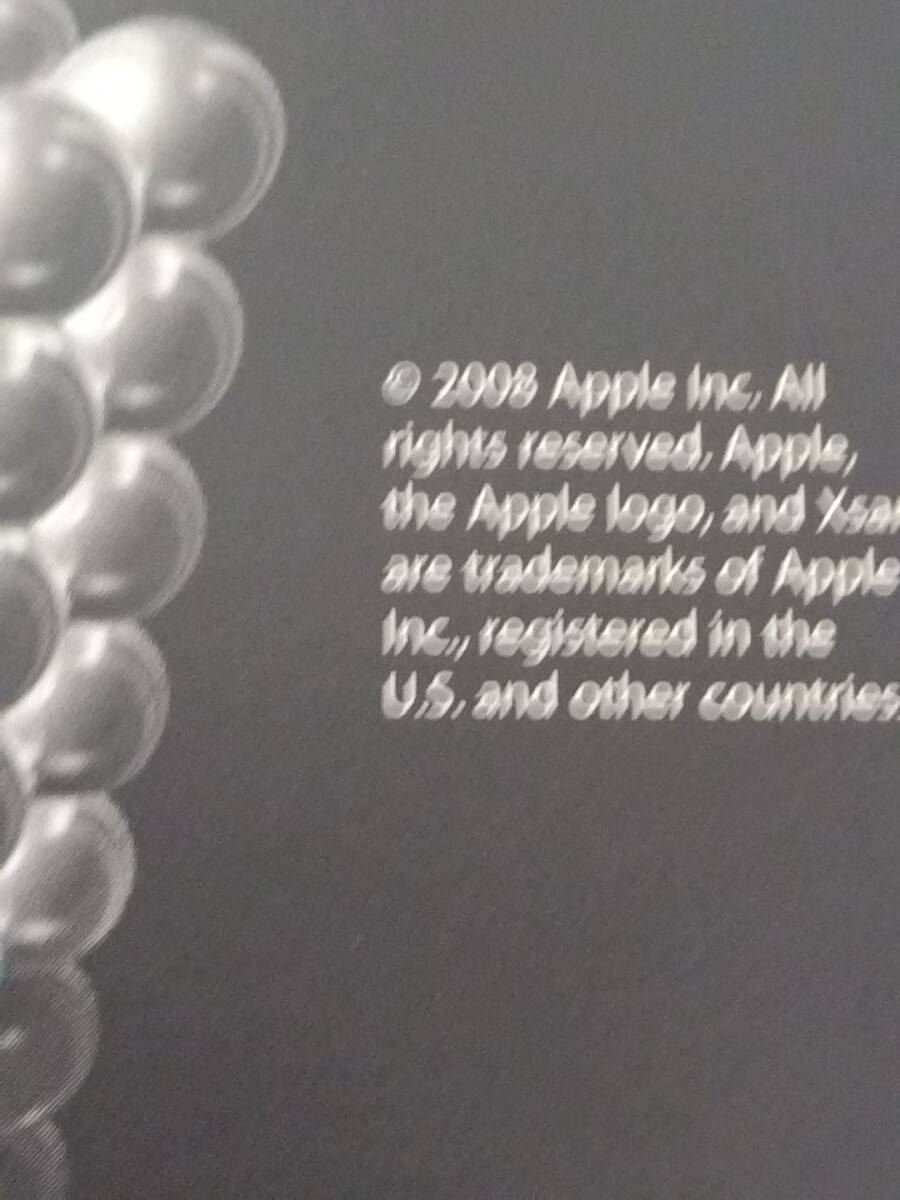 © 2008 Apple Inc. All
rights reserved. Apple,
the Apple logo, and Xsan
are trademarks of Apple
Inc., registered in the
U.S. and other countries.